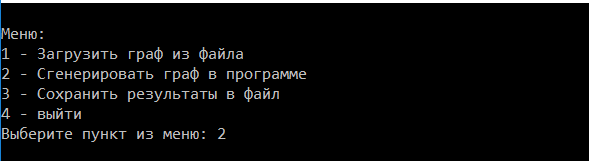 Меню:
1 - Загрузить граф из файла
2 - Сгенерировать граф в программе
3 - Сохранить результаты в файл
4 - выйти
Выберите пункт из меню: 2